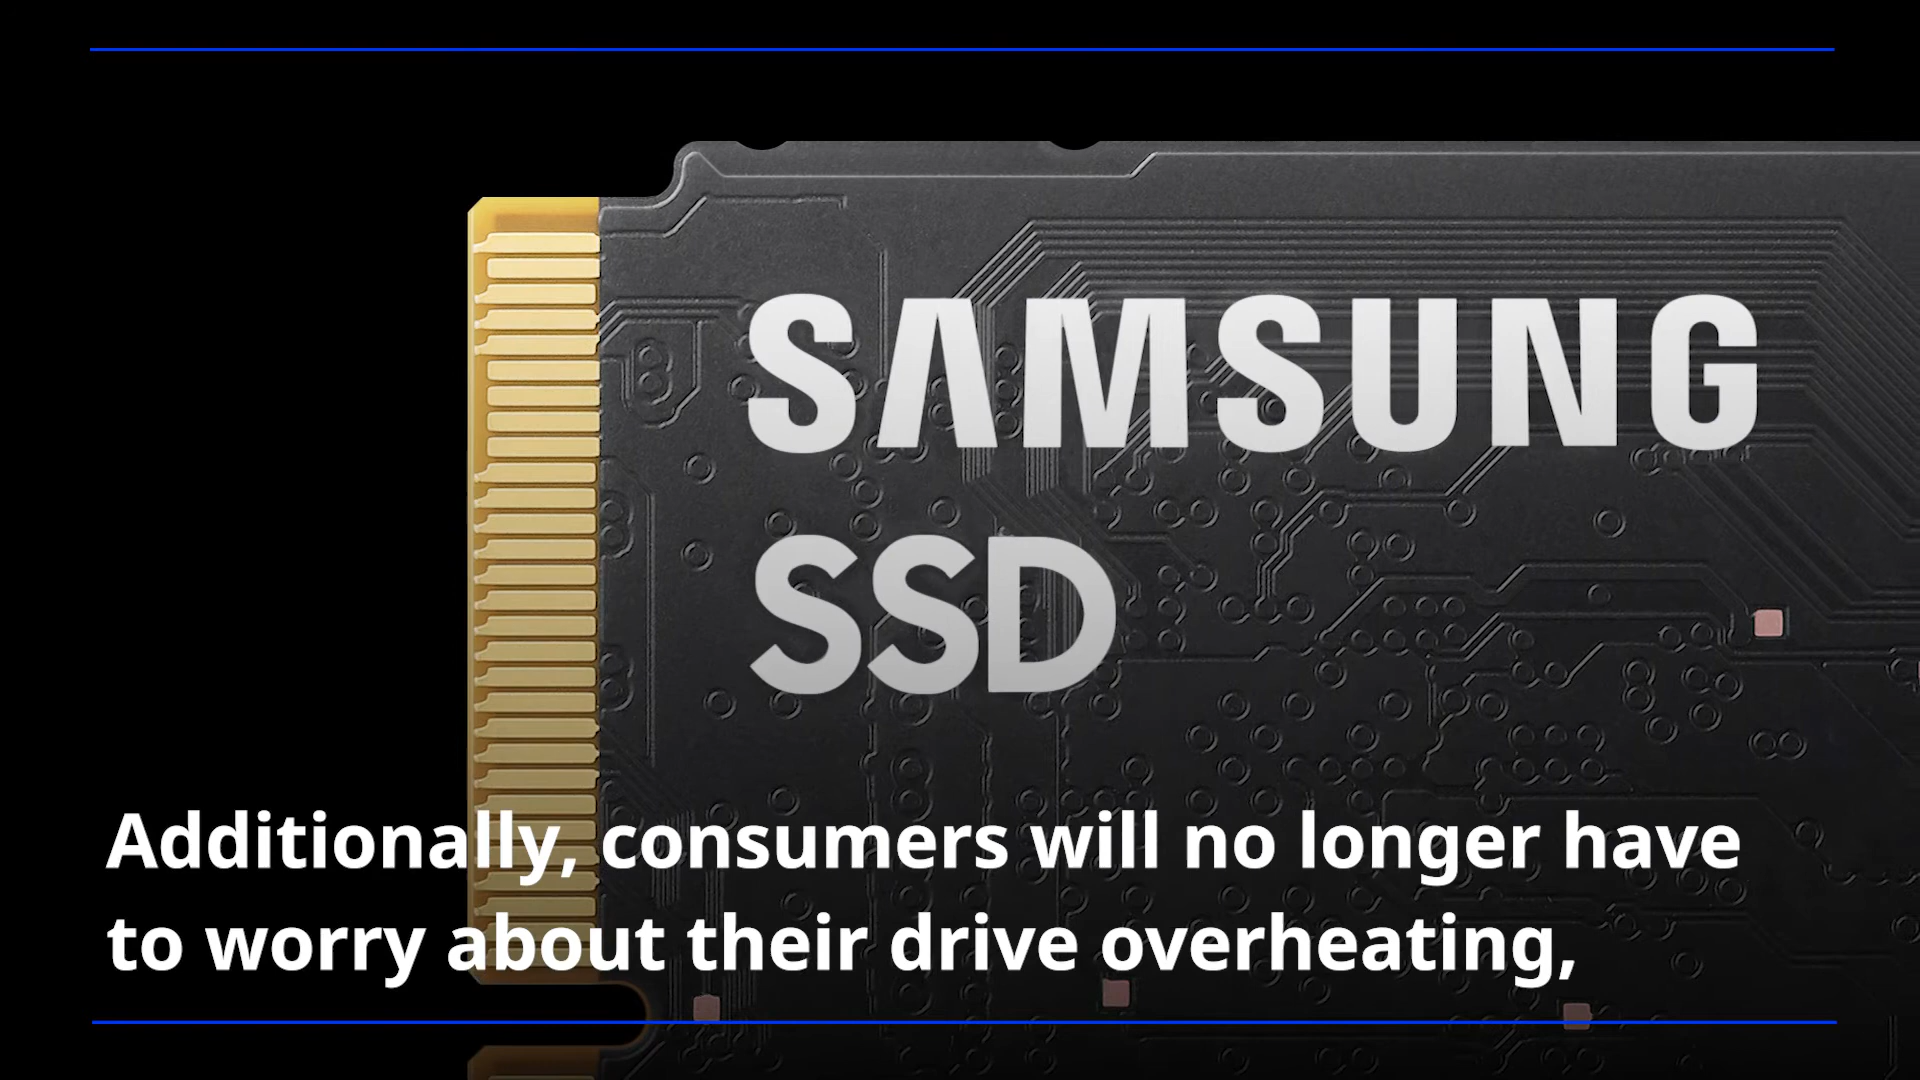 SAMSUNG
SSD
Additionally, consumers will no longer have
to worry about their drive overheating,